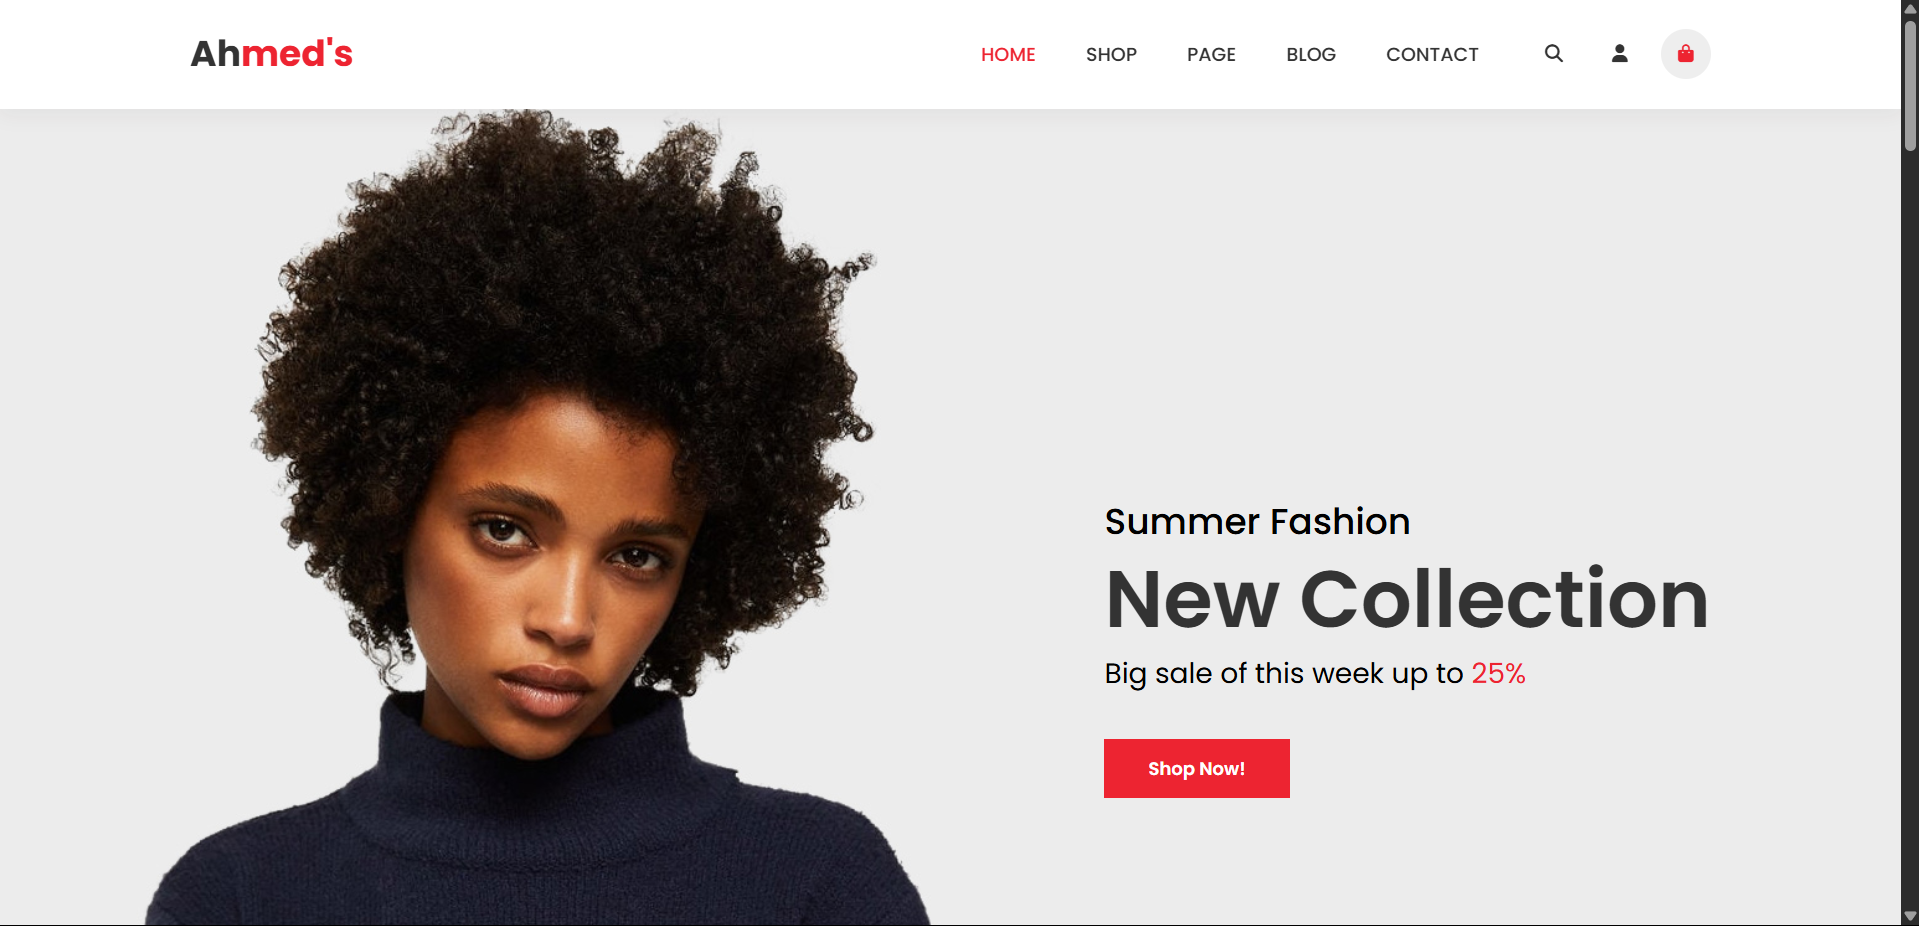 Ahmed's
HOME SHOP PAGE BLOG CONTACT
Summer Fashion
New Collection
Big sale of this week up to 25%
Shop Now!